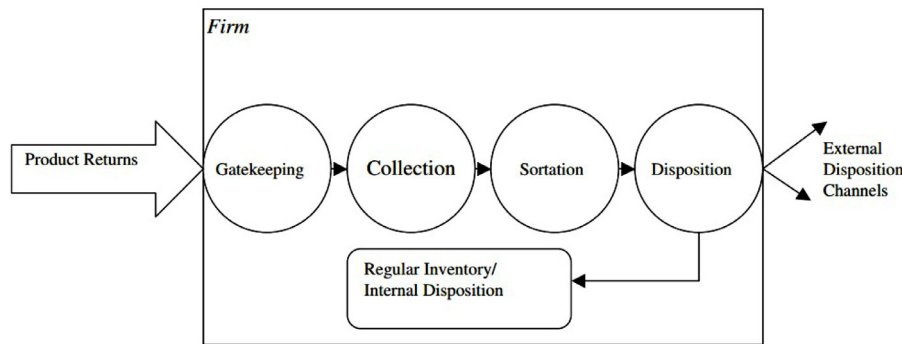 Firm
Product Returns
Gatekeeping
Collection
Sortation
Disposition
External
Disposition
Channels
Regular Inventory/
Internal Disposition